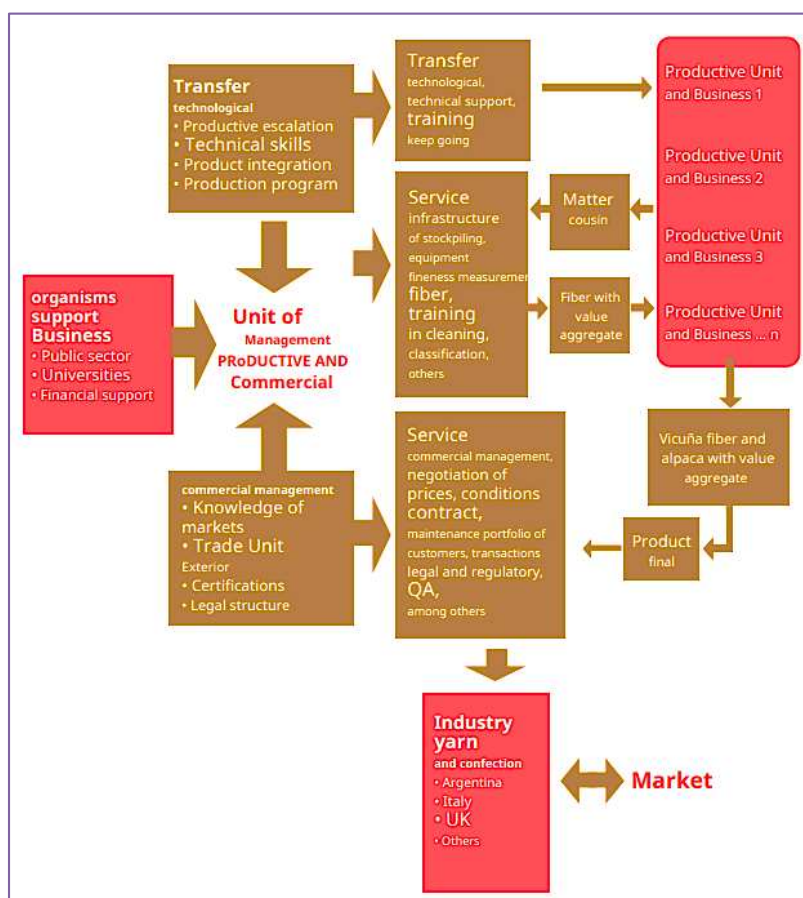 Transfer
technological
• Productive escalation
• Technical skills
• Product integration
• Production program
Transfer
technological,
technical support,
training
keep going
Productive Unit
and Business 1
Productive Unit
and Business 2
Productive Unit
and Business 3
Productive Unit
and Business ... n
Service
infrastructure
of stockpiling,
equipment
fineness measuremen
fiber,
training
in cleaning,
classification,
others
Matter
cousin
Fiber with
value
aggregate
organisms
support
Business
• Public sector
• Universities
• Financial support
Unit of
Management
PRoDUCTIVE AND
Commercial
commercial management
• Knowledge of
markets
• Trade Unit
Exterior
• Certifications
• Legal structure
Service
commercial management,
negotiation of
prices, conditions
contract,
maintenance portfolio of
customers, transactions
legal and regulatory,
QA,
among others
Vicuña fiber and
alpaca with value
aggregate
Product
final
Industry
yarn
and confection
• Argentina
• Italy
• UK
• Others
Market